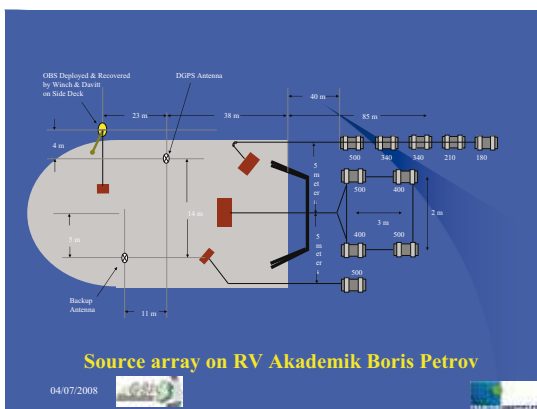 OBS Deployed & Recovered
by Winch & Davitt
on Side Deck
DGPS Antenna
40 m
23 m
38 m
85 m
4 m
5
m
et
er
s
500
340
340
210
180
500
400
14 m
2 m
3 m
5 m
5
m
et
er
s
400
500
500
Backup
Antenna
11 m
Source array on RV Akademik Boris Petrov
04/07/2008